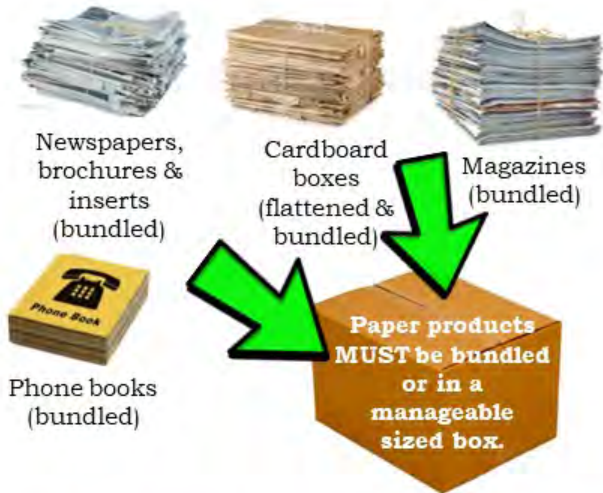 Newspapers,
brochures &
inserts
(bundled)
Cardboard
boxes
(flattened &
bundled)
Magazines
(bundled)
Phone Book
Phone books
(bundled)
Paper products
MUST be bundled
or in a
manageable
sized box.